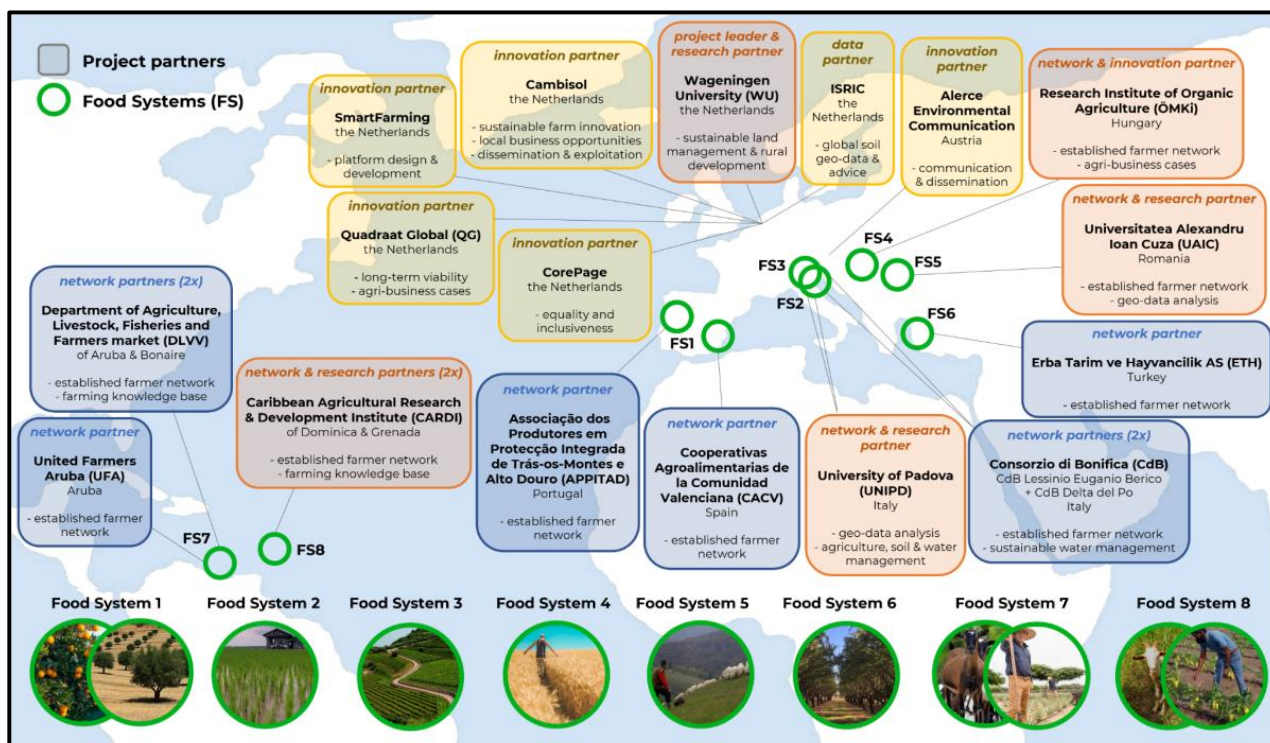 Project partners
Food Systems (FS)
innovation partner
SmartFarming
the Netherlands
- platform design &
development
innovation partner
Cambisol
the Netherlands
- sustainable farm innovation
- local business opportunities
- dissemination & exploitation
project leader &
research partner
Wageningen
University (WU)
the Netherlands
- sustainable land
management & rural
development
data
partner
ISRIC
the
Netherlands
- global soil
geo-data &
advice
innovation
partner
Alerce
Environmental
Communication
Austria
- communication
& dissemination
network & innovation partner
Research Institute of Organic
Agriculture (ÖMKi)
Hungary
- established farmer network
- agri-business cases
innovation partner
Quadraat Global (QG)
the Netherlands
- long-term viability
- agri-business cases
innovation partner
CorePage
the Netherlands
- equality and
inclusiveness
network & research partner
Universitatea Alexandru
Ioan Cuza (UAIC)
Romania
- established farmer network
- geo-data analysis
FS4
FS3
FS5
FS2
FS6
FS1
network partners (2x)
Department of Agriculture,
Livestock, Fisheries and
Farmers market (DLVV)
of Aruba & Bonaire
- established farmer network
- farming knowledge base
network partner
Erba Tarim ve Hayvancilik AS (ETH)
Turkey
- established farmer network
network & research partners (2x)
Caribbean Agricultural Research
& Development Institute (CARDI)
of Dominica & Grenada
- established farmer network
- farming knowledge base
network partner
Associação dos
Produtores em
Protecção Integrada
de Trás-os-Montes e
Alto Douro (APPITAD)
Portugal
- established farmer
network
network partner
Cooperativas
Agroalimentarias de
la Comunidad
Valenciana (CACV)
Spain
- established farmer
network
network & research
partner
University of Padova
(UNIPD)
Italy
- geo-data analysis
- agriculture, soil & water
management
network partners (2x)
Consorzio di Bonifica (CdB)
CdB Lessinio Euganio Berico
+ CdB Delta del Po
Italy
- established farmer network
- sustainable water management
network partner
United Farmers
Aruba (UFA)
Aruba
- established farmer
network
FS7
FS8
Food System 1
Food System 2
Food System 3
Food System 4
Food System 5
Food System 6
Food System 7
Food System 8